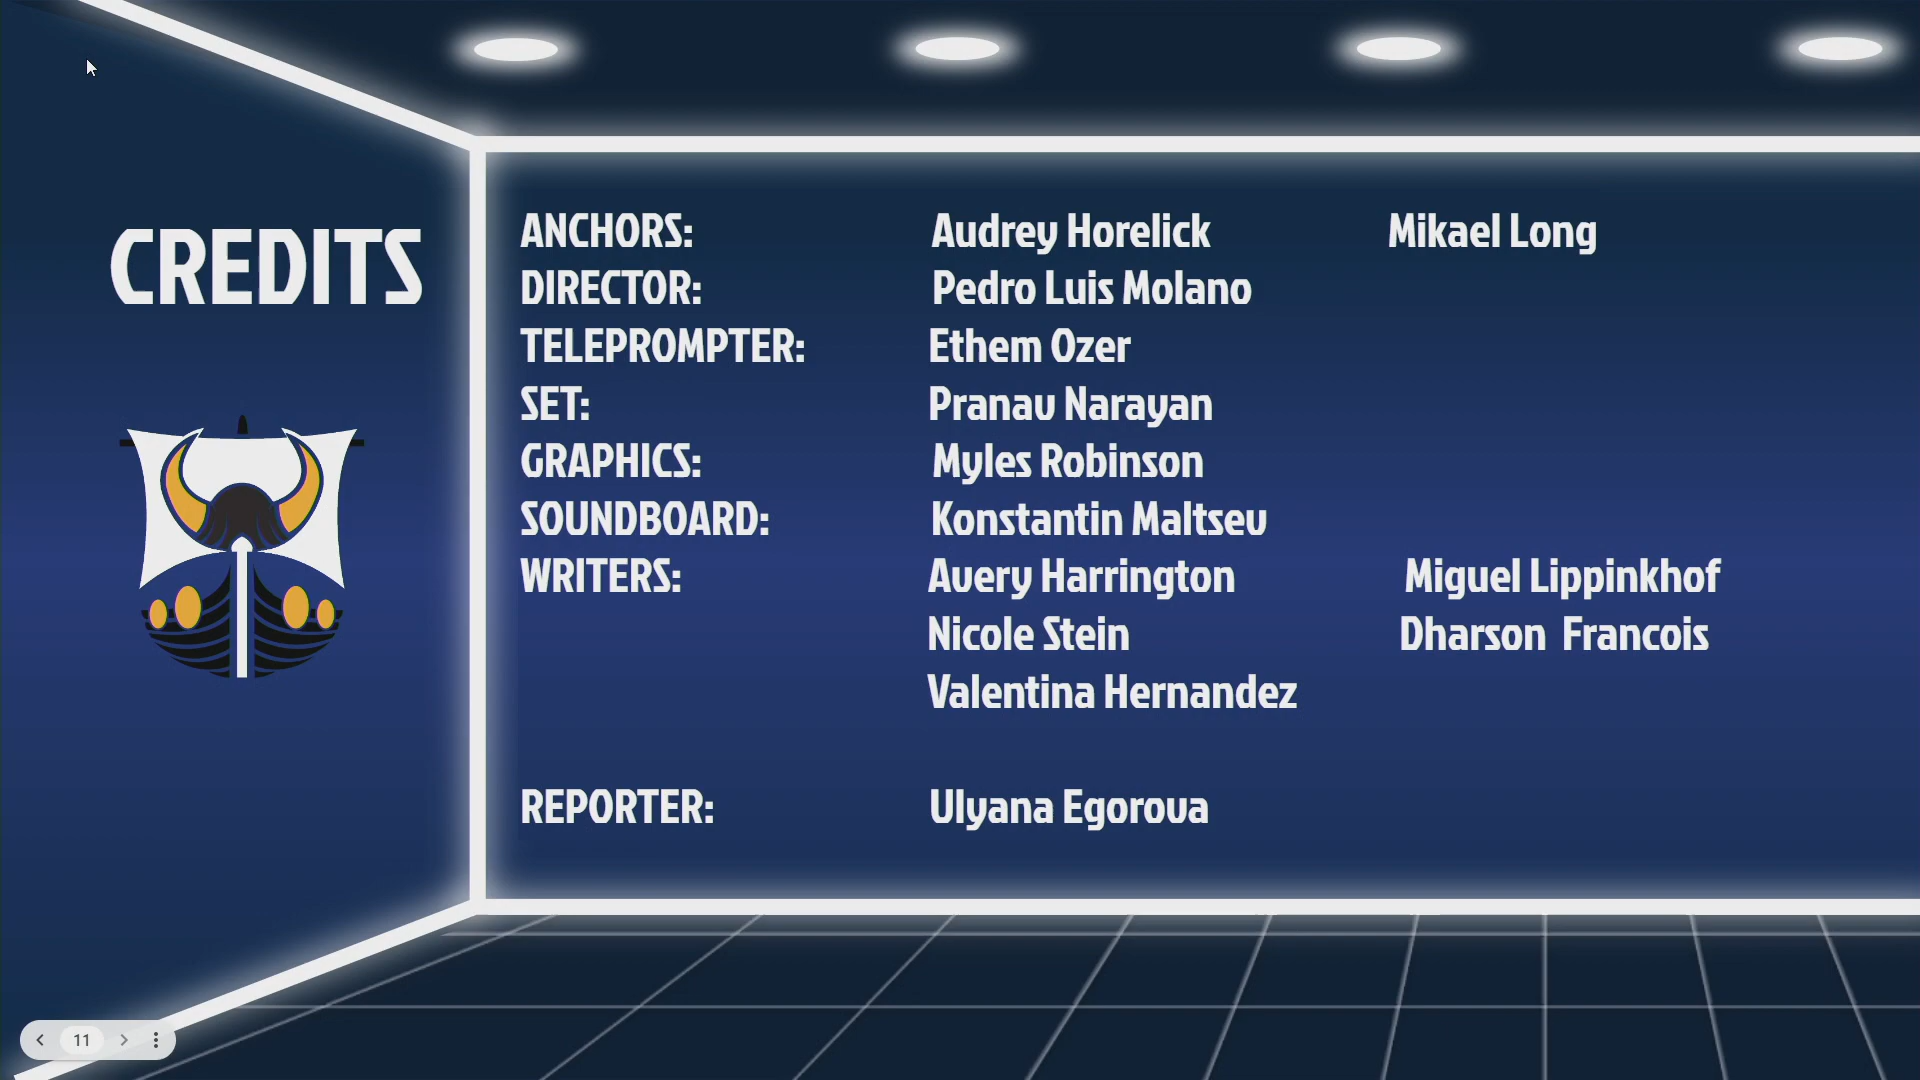 CREDITS
ANCHORS: Audrey Horelick Mikael Long
DIRECTOR: Pedro Luis Molano
TELEPROMPTER: Ethem Ozer
SET: Pranav Narayan
GRAPHICS: Myles Robinson
SOUNDBOARD: Konstantin Maltsev
WRITERS: Avery Harrington Miguel Lippinkhof
Nicole Stein Dharson Francois
Valentina Hernandez
REPORTER: Ulyana Egorova
11